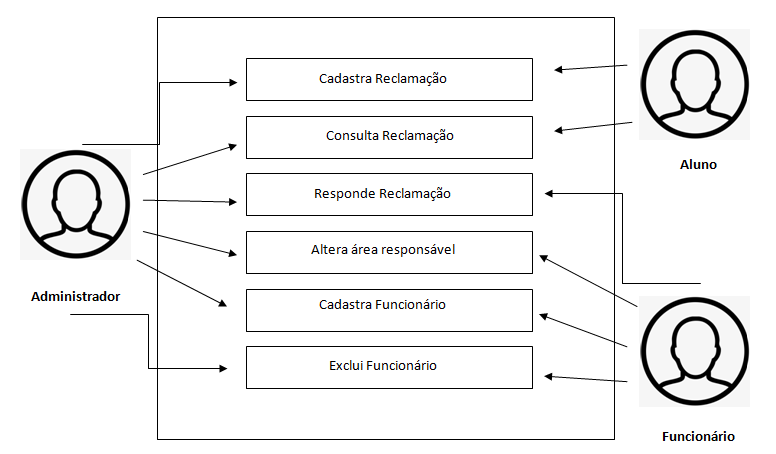 Cadastra Reclamação
Consulta Reclamação
Responde Reclamação
Altera área responsável
Cadastra Funcionário
Exclui Funcionário
Administrador
Aluno
Funcionário